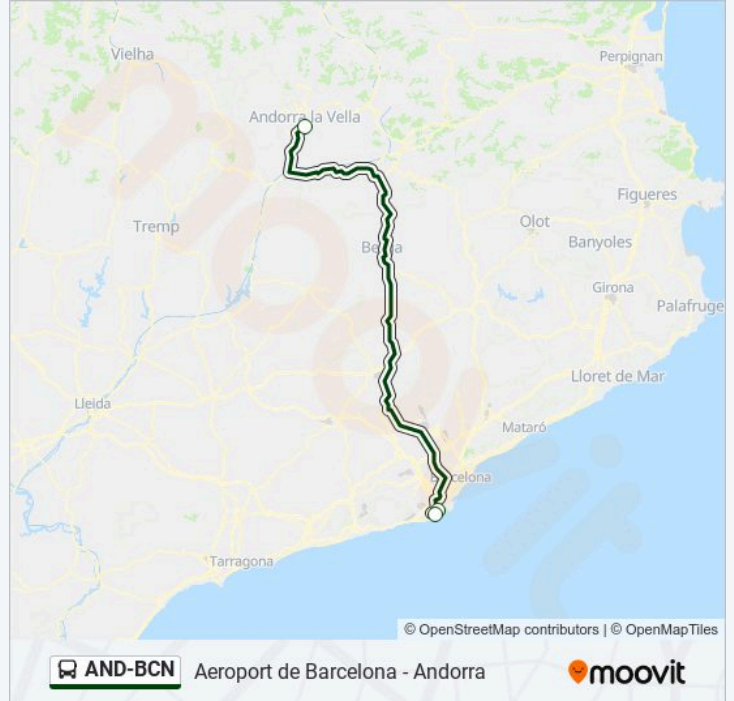 Vielha
Perpignan
Andorra la Vella
Figueres
Tremp
Olot
Banyoles
Berga
Girona
Palafruge
Lloret de Mar
Lleida
Mataró
Barcelona
Tarragona
© OpenStreetMap contributors | © OpenMapTiles
AND-BCN
Aeroport de Barcelona - Andorra
moovit